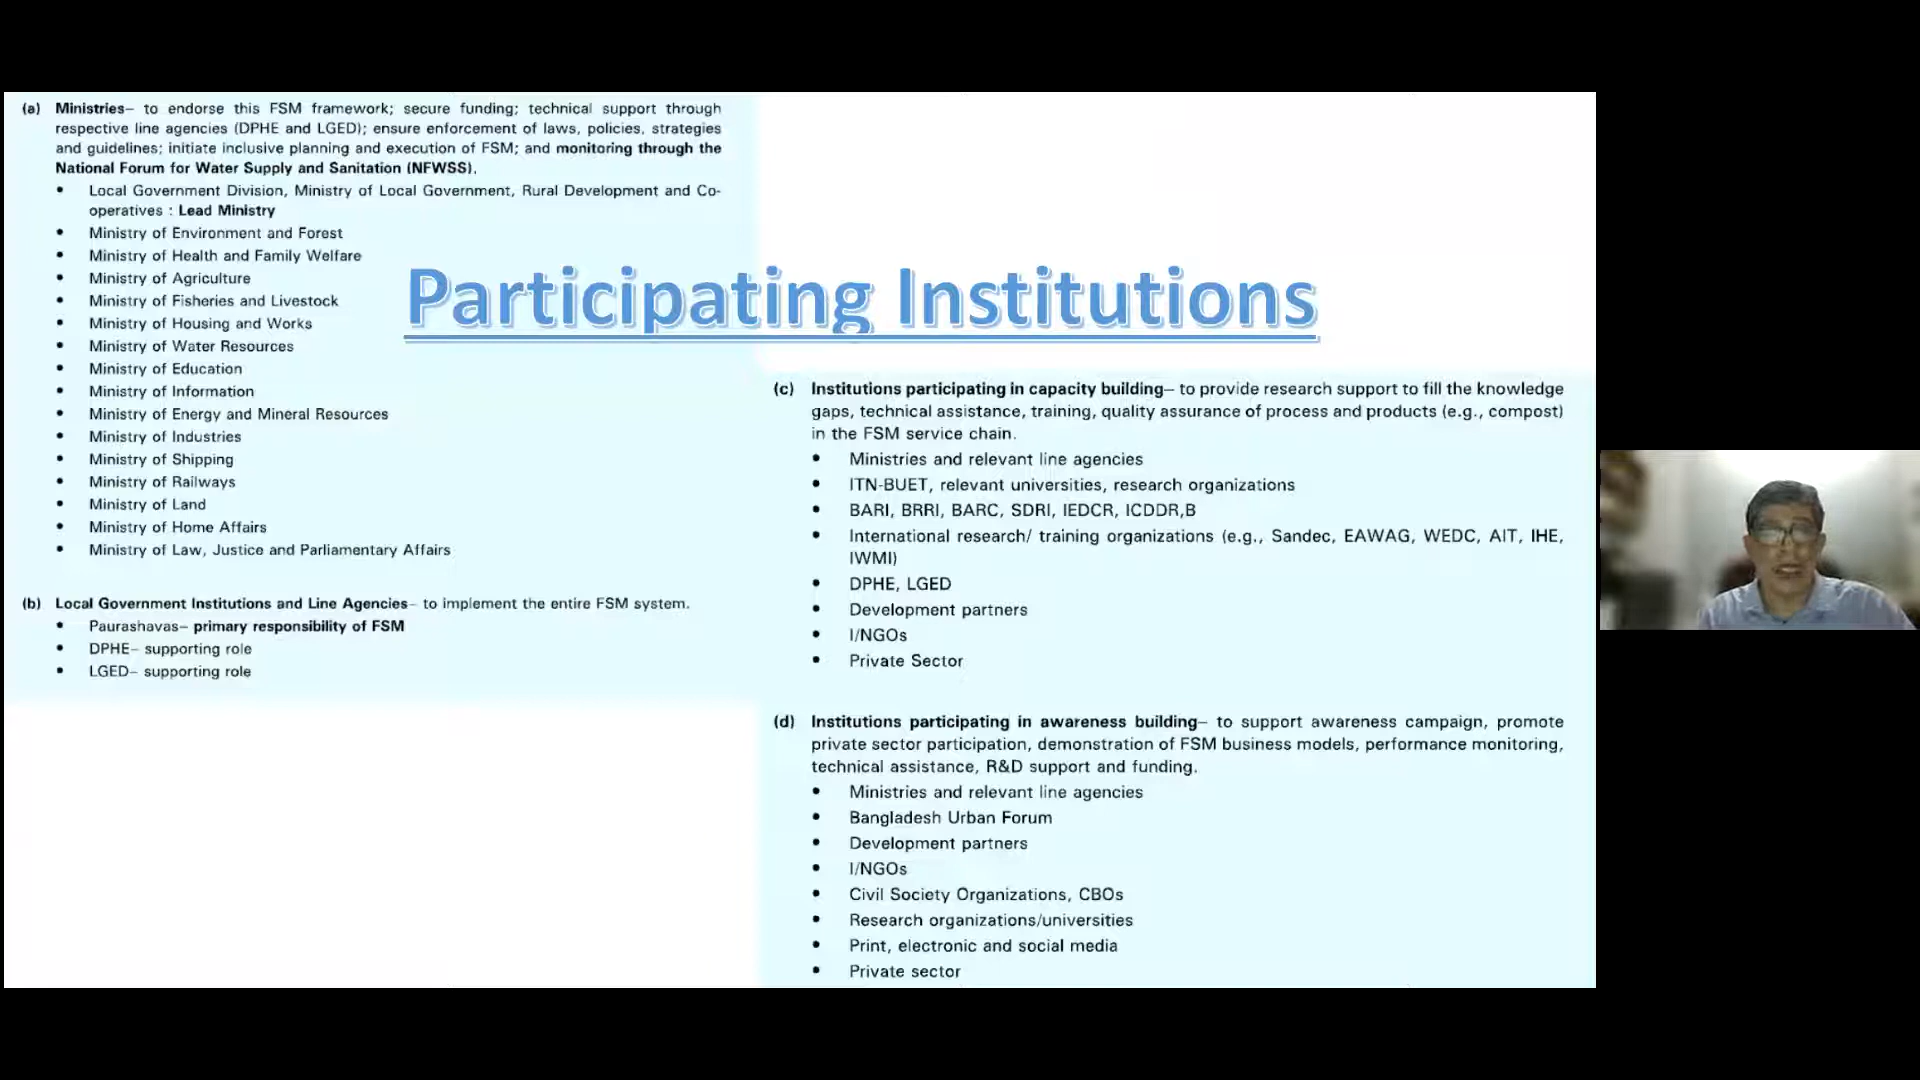 (a) Ministries– to endorse this FSM framework; secure funding; technical support through
respective line agencies (DPHE and LGED); ensure enforcement of laws, policies, strategies
and guidelines; initiate inclusive planning and execution of FSM; and monitoring through the
National Forum for Water Supply and Sanitation (NFWSS).
• Local Government Division, Ministry of Local Government, Rural Development and Co-
operatives : Lead Ministry
• Ministry of Environment and Forest
• Ministry of Health and Family Welfare
• Ministry of Agriculture
• Ministry of Fisheries and Livestock
• Ministry of Housing and Works
• Ministry of Water Resources
• Ministry of Education
• Ministry of Information
• Ministry of Energy and Mineral Resources
• Ministry of Industries
• Ministry of Shipping
• Ministry of Railways
• Ministry of Land
• Ministry of Home Affairs
• Ministry of Law, Justice and Parliamentary Affairs
(b) Local Government Institutions and Line Agencies– to implement the entire FSM system.
• Paurashavas– primary responsibility of FSM
• DPHE– supporting role
• LGED– supporting role
Participating Institutions
(c) Institutions participating in capacity building– to provide research support to fill the knowledge
gaps, technical assistance, training, quality assurance of process and products (e.g., compost)
in the FSM service chain.
• Ministries and relevant line agencies
• ITN-BUET, relevant universities, research organizations
• BARI, BRRI, BARC, SDRI, IEDCR, ICDDR,B
• International research/ training organizations (e.g., Sandec, EAWAG, WEDC, AIT, IHE,
IWMI)
• DPHE, LGED
• Development partners
• I/NGOs
• Private Sector
(d) Institutions participating in awareness building– to support awareness campaign, promote
private sector participation, demonstration of FSM business models, performance monitoring,
technical assistance, R&D support and funding.
• Ministries and relevant line agencies
• Bangladesh Urban Forum
• Development partners
• I/NGOs
• Civil Society Organizations, CBOs
• Research organizations/universities
• Print, electronic and social media
• Private sector